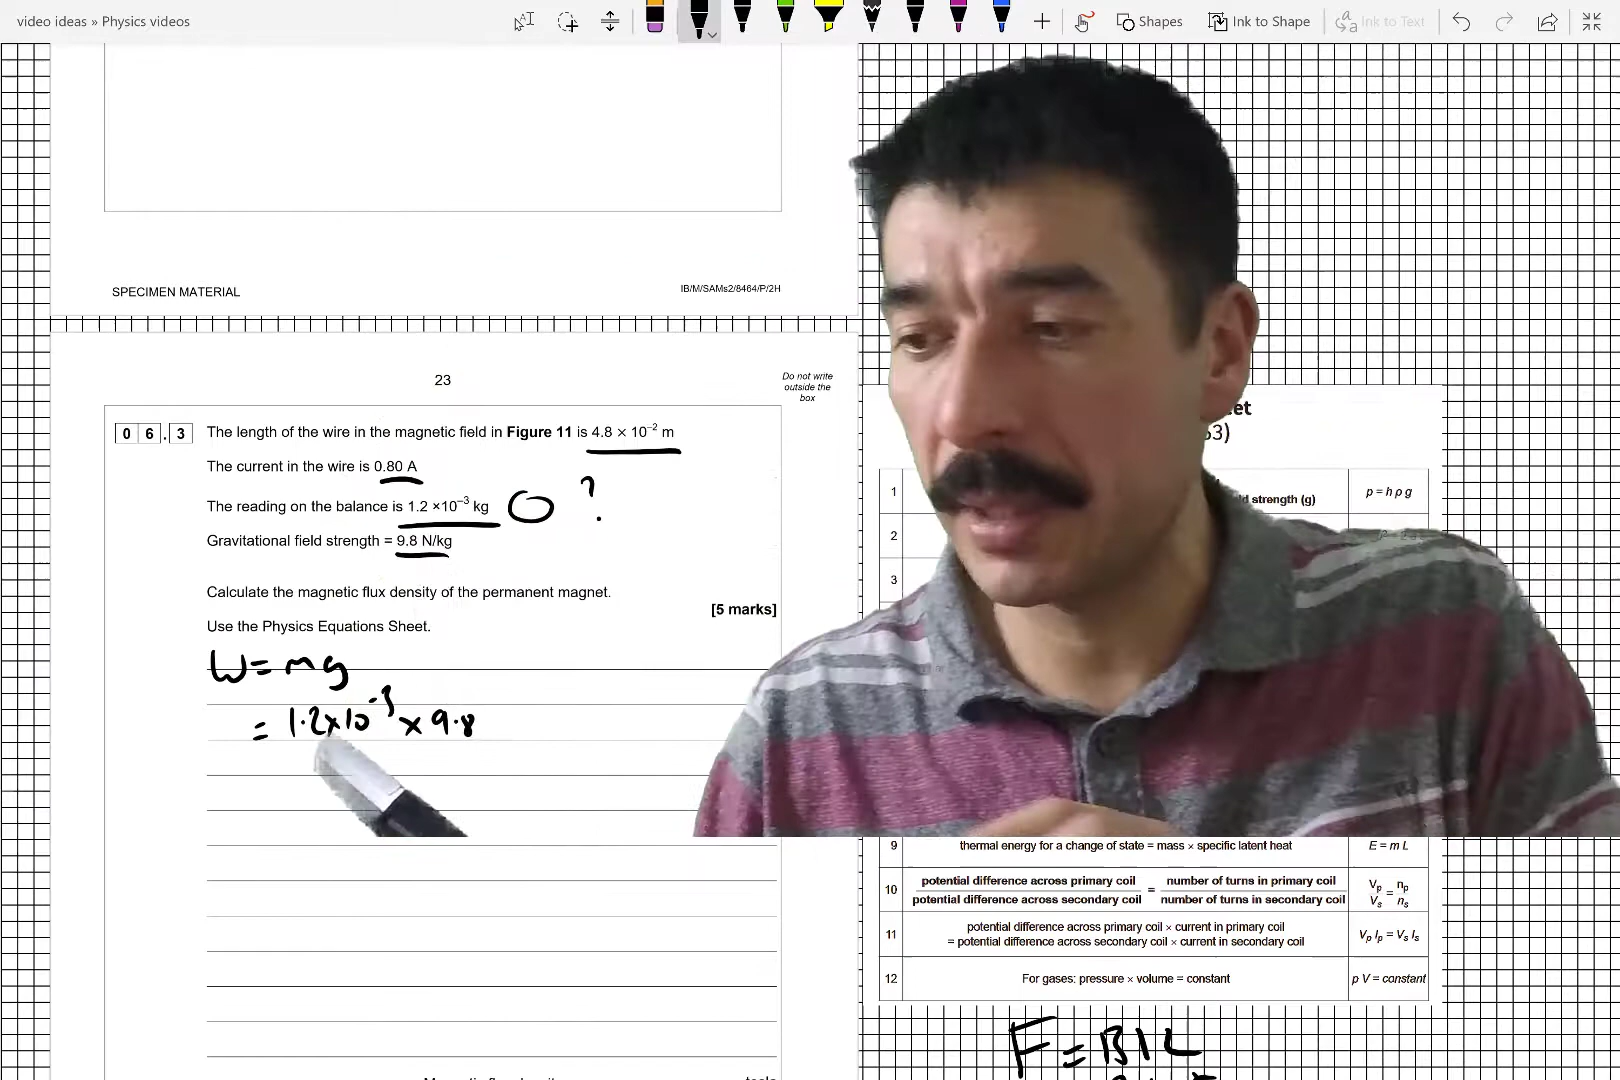 video ideas » Physics videos
Shapes
Ink to Shape
Ink to Text
SPECIMEN MATERIAL
IB/M/SAMs2/8464/P/2H
23
Do not write
outside the
box
0 6 . 3
The length of the wire in the magnetic field in Figure 11 is 4.8 × 10⁻² m
The current in the wire is 0.80 A
The reading on the balance is 1.2 ×10⁻³ kg
?
Gravitational field strength = 9.8 N/kg
Calculate the magnetic flux density of the permanent magnet.
[5 marks]
Use the Physics Equations Sheet.
W = mg
= 1.2×10⁻³ × 9.8
1
p = h ρ g
2
3
9
thermal energy for a change of state = mass × specific latent heat
E = m L
10
potential difference across primary coil
potential difference across secondary coil
=
number of turns in primary coil
number of turns in secondary coil
Vp = np
Vs ns
11
potential difference across primary coil × current in primary coil
= potential difference across secondary coil × current in secondary coil
Vp Ip = Vs Is
12
For gases: pressure × volume = constant
p V = constant
F = BIL